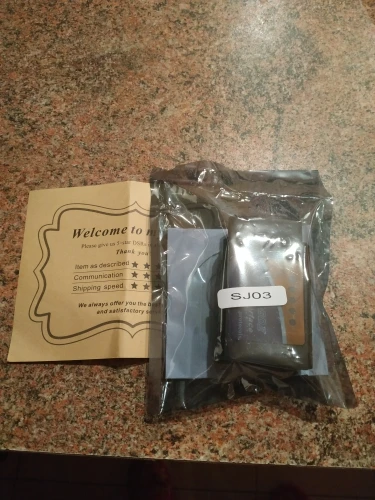 Welcome to
Please give us 5-star
Thank you
Item as described ★ ★
Communication ★ ★
Shipping speed ★ ★
We always offer you the
and satisfactory
SJ03